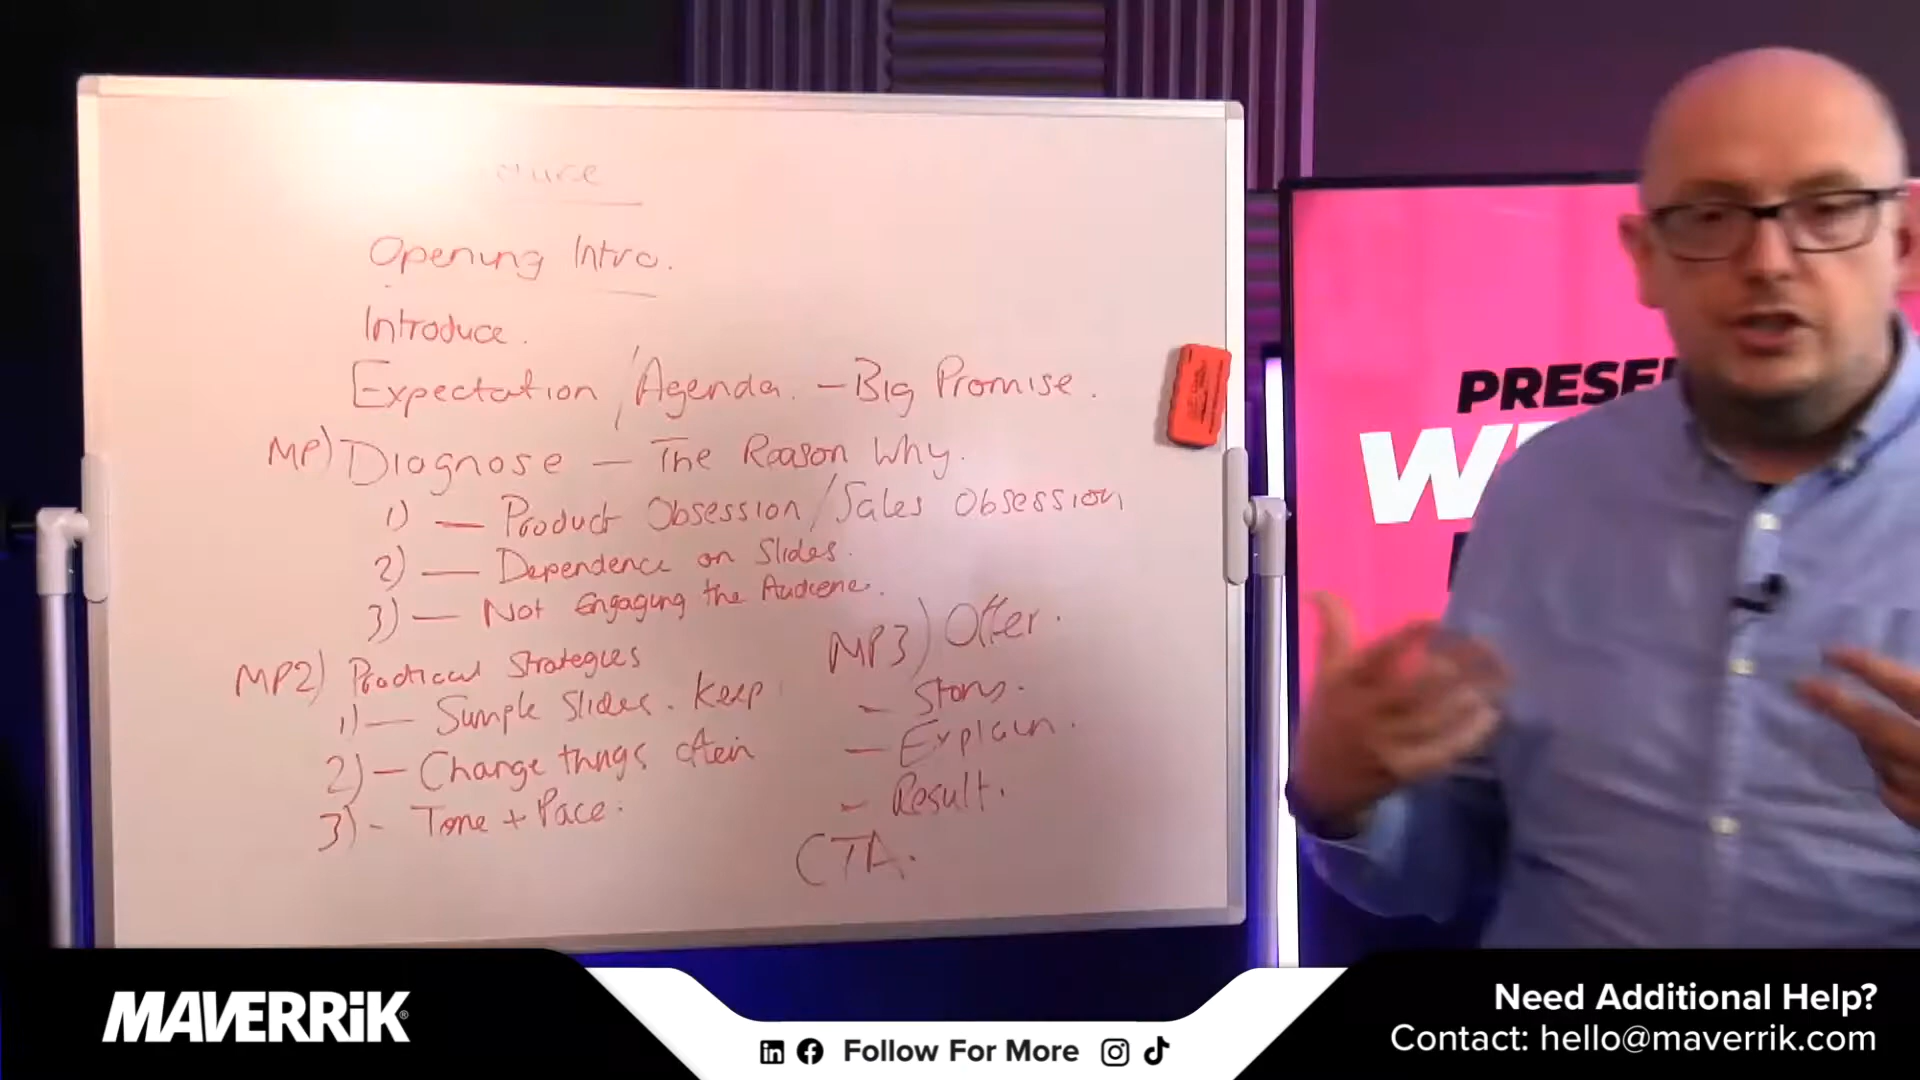 Opening Intro.
Introduce.
Expectation / Agenda. - Big Promise.
MP) Diagnose - The Reason Why.
1) - Product Obsession / Sales Obsession
2) - Dependence on Slides.
3) - Not Engaging the Audience.
MP2) Practical Strategies
1) - Simple Slides. Keep
2) - Change things often
3) - Tone + Pace.
MP3) Offer.
- Story.
- Explain.
- Result.
CTA.
PRESE
MAVERRiK®
Follow For More
Need Additional Help?
Contact: hello@maverrik.com